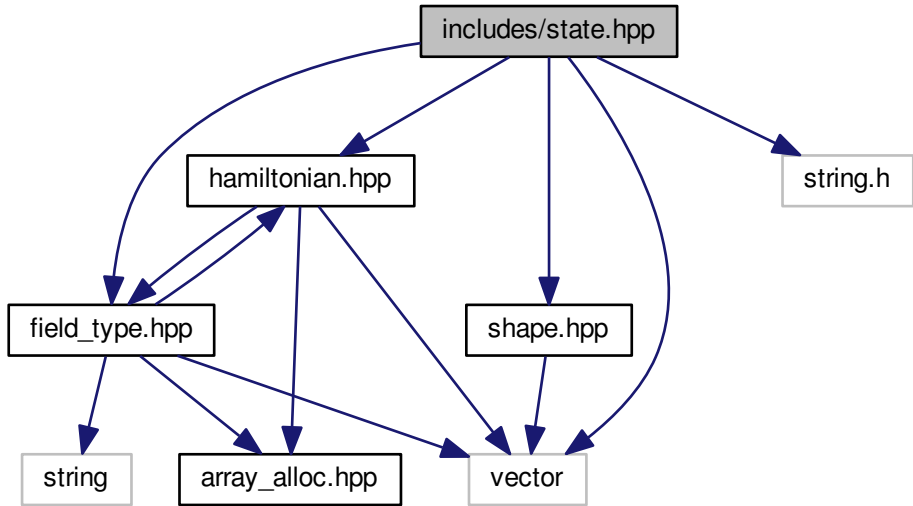 includes/state.hpp
hamiltonian.hpp
string.h
field_type.hpp
shape.hpp
string
array_alloc.hpp
vector